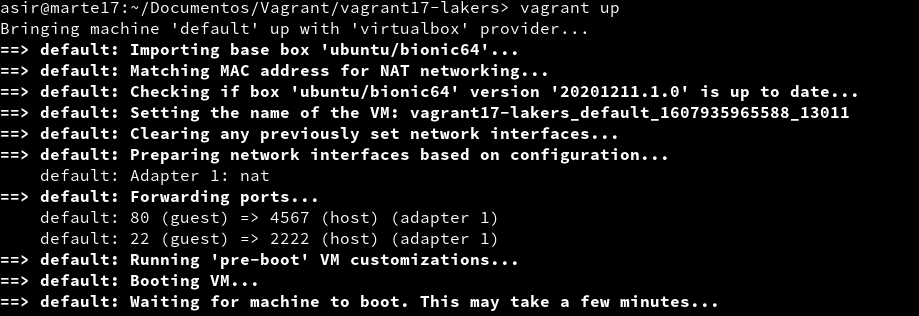 asir@marte17:~/Documentos/Vagrant/vagrant17-lakers> vagrant up
Bringing machine 'default' up with 'virtualbox' provider...
==> default: Importing base box 'ubuntu/bionic64'...
==> default: Matching MAC address for NAT networking...
==> default: Checking if box 'ubuntu/bionic64' version '20201211.1.0' is up to date...
==> default: Setting the name of the VM: vagrant17-lakers_default_1607935965588_13011
==> default: Clearing any previously set network interfaces...
==> default: Preparing network interfaces based on configuration...
    default: Adapter 1: nat
==> default: Forwarding ports...
    default: 80 (guest) => 4567 (host) (adapter 1)
    default: 22 (guest) => 2222 (host) (adapter 1)
==> default: Running 'pre-boot' VM customizations...
==> default: Booting VM...
==> default: Waiting for machine to boot. This may take a few minutes...